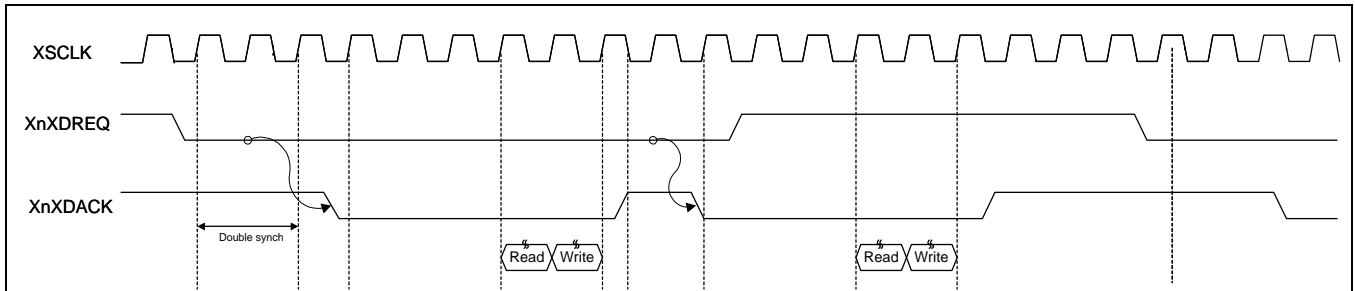 XSCLK
XnXDREQ
XnXDACK
Double synch
Read Write Read Write